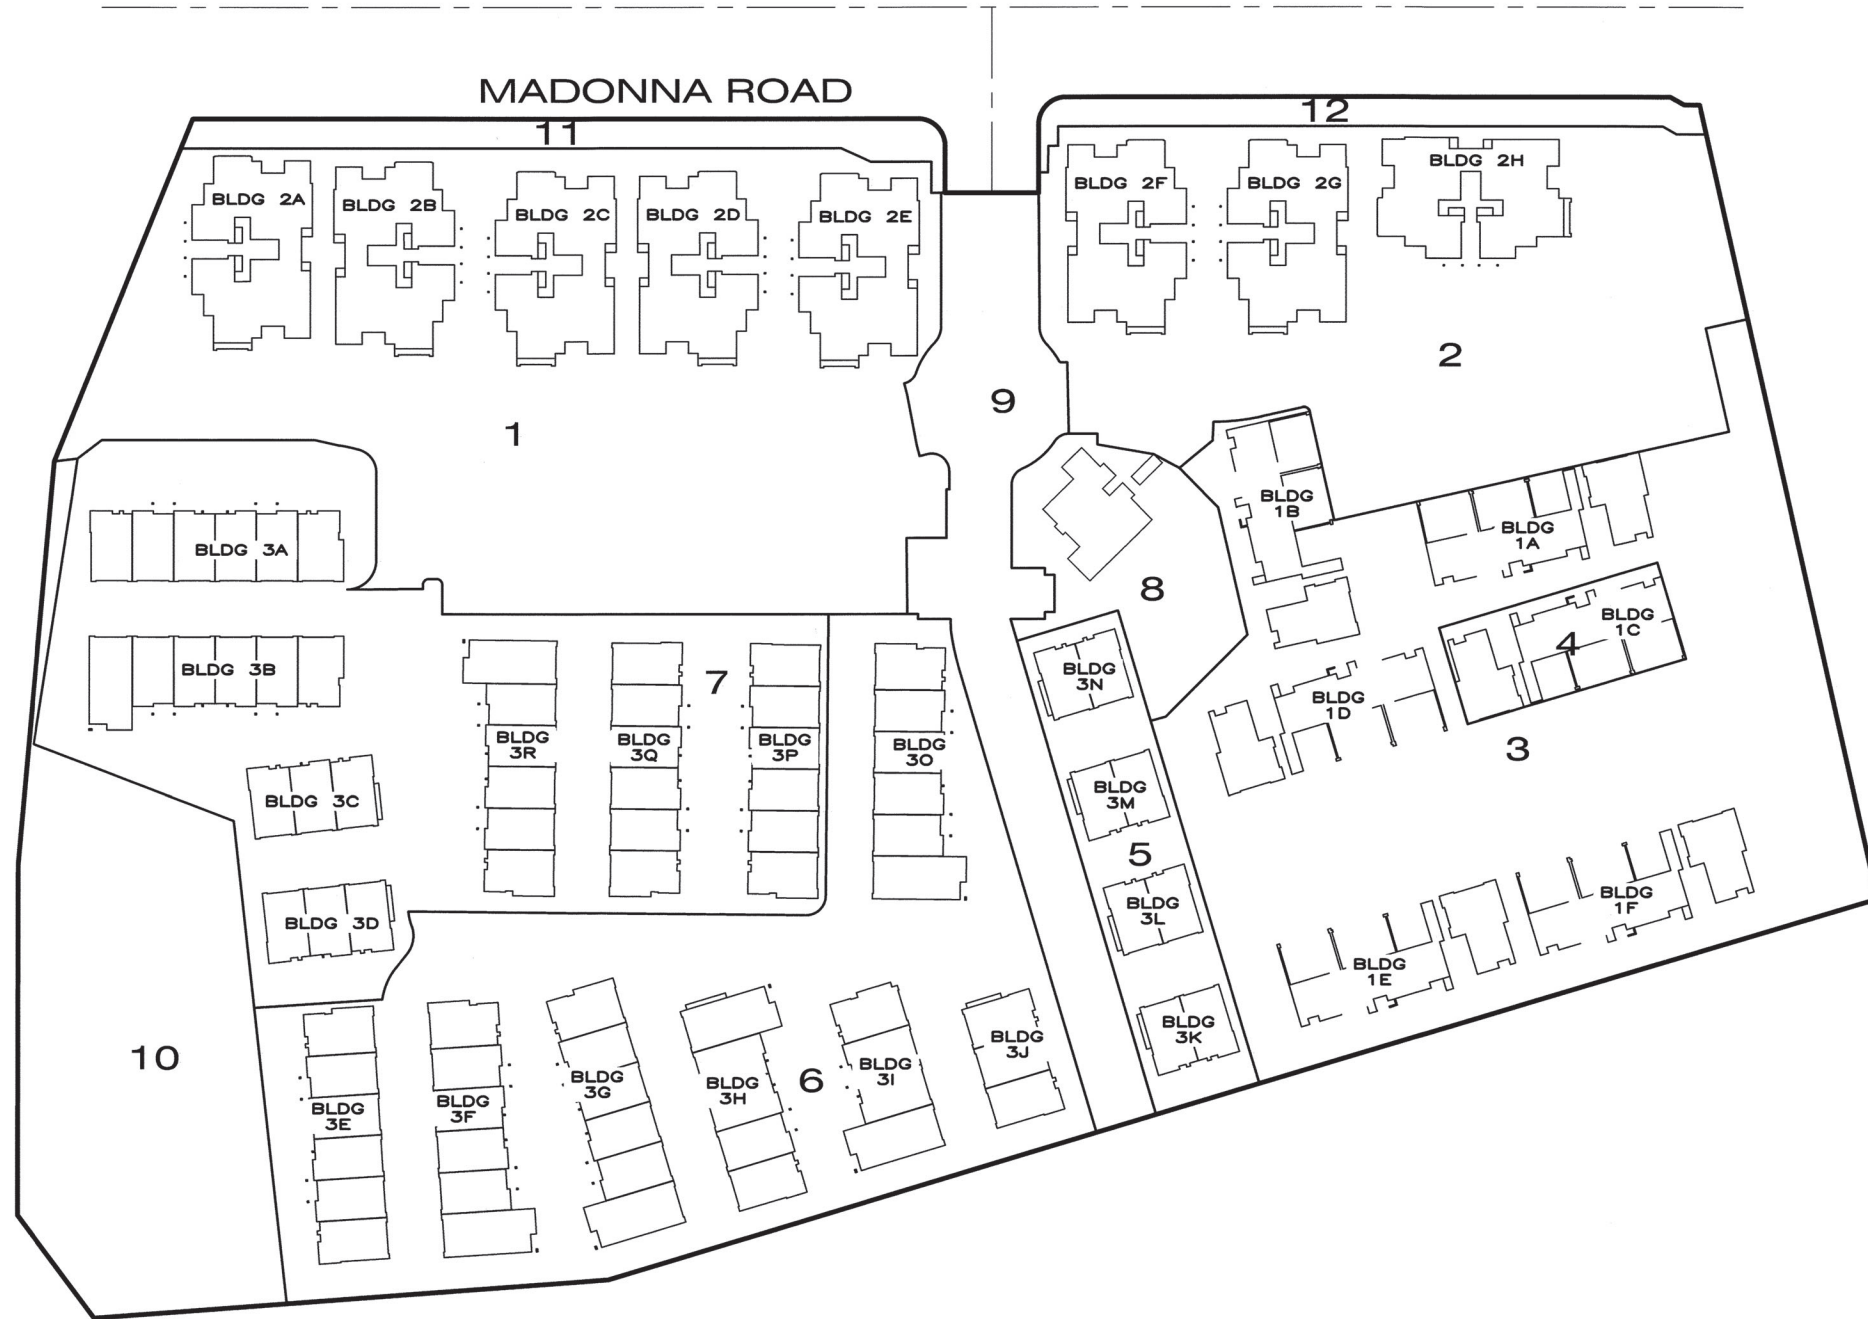 MADONNA ROAD
11
12
BLDG 2A
BLDG 2B
BLDG 2C
BLDG 2D
BLDG 2E
BLDG 2F
BLDG 2G
BLDG 2H
1
9
2
BLDG 3A
BLDG
1B
BLDG
1A
8
BLDG
1C
4
BLDG 3B
7
BLDG
3N
BLDG
1D
BLDG
3R
BLDG
3Q
BLDG
3P
BLDG
3O
3
BLDG 3C
BLDG
3M
5
BLDG 3D
BLDG
3L
BLDG
1F
BLDG
1E
10
BLDG
3K
BLDG
3J
BLDG
3I
6
BLDG
3H
BLDG
3G
BLDG
3F
BLDG
3E